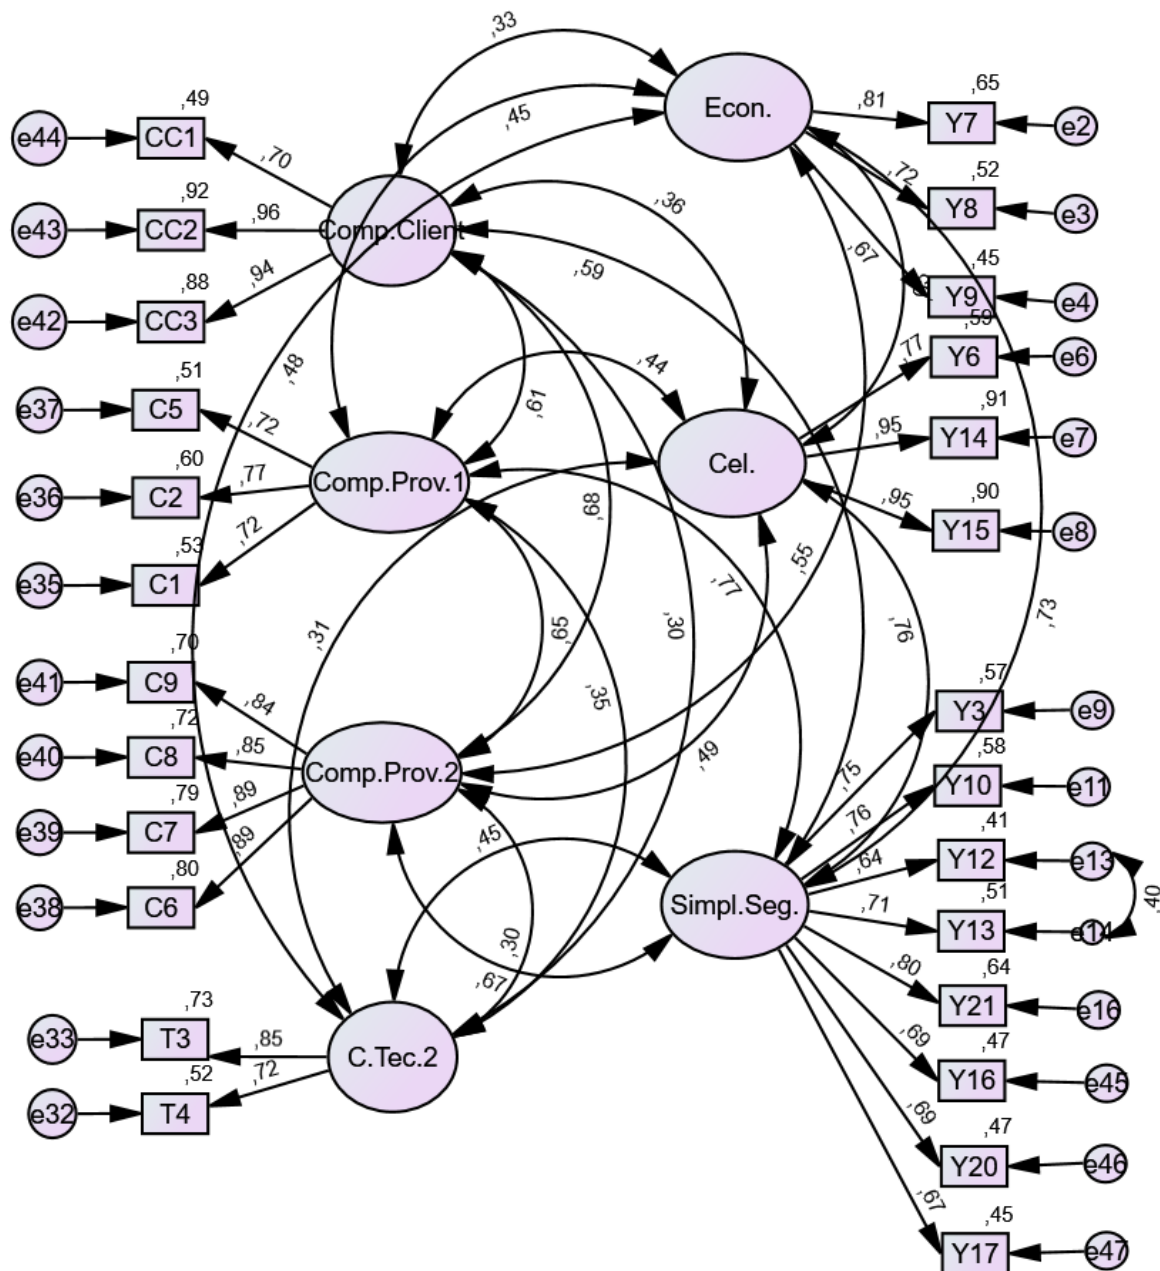 ,33
Econ.
,81
,65
Y7
e2
,49
e44
CC1
,70
,45
,72
,52
Y8
e3
,92
e43
CC2
,96
Comp.Client
,36
,59
,67
,45
Y9
e4
,88
e42
CC3
,94
,59
,77
Y6
e6
,51
e37
C5
,72
,48
,61
,44
,91
,95
Y14
e7
,60
e36
C2
,77
Comp.Prov.1
Cel.
,90
,95
Y15
e8
,53
e35
C1
,72
,68
,55
,77
,31
,65
,30
,35
,76
,73
,70
e41
C9
,84
,57
Y3
e9
,72
e40
C8
,85
Comp.Prov.2
,49
,75
,58
Y10
e11
,79
e39
C7
,89
,76
,45
,41
,64
Y12
e13
,80
e38
C6
,89
Simpl.Seg.
,71
,51
Y13
e14
,40
,30
,67
,80
,64
Y21
e16
,73
e33
T3
,85
C.Tec.2
,69
,47
Y16
e45
,52
e32
T4
,72
,69
,47
Y20
e46
,67
,45
Y17
e47